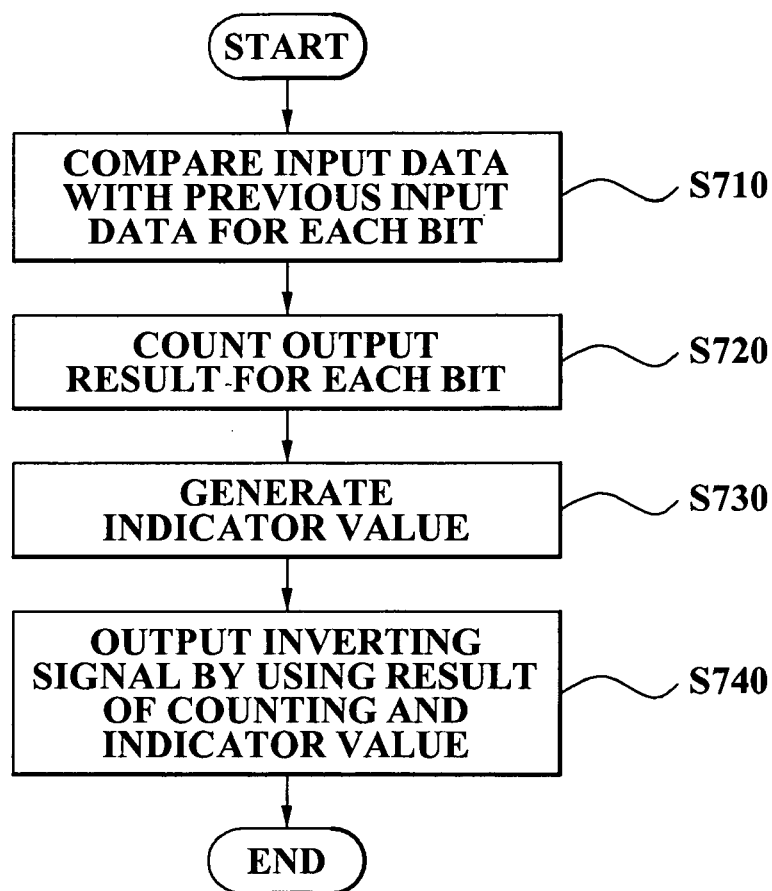 START
COMPARE INPUT DATA
WITH PREVIOUS INPUT
DATA FOR EACH BIT
S710
COUNT OUTPUT
RESULT FOR EACH BIT
S720
GENERATE
INDICATOR VALUE
S730
OUTPUT INVERTING
SIGNAL BY USING RESULT
OF COUNTING AND
INDICATOR VALUE
S740
END